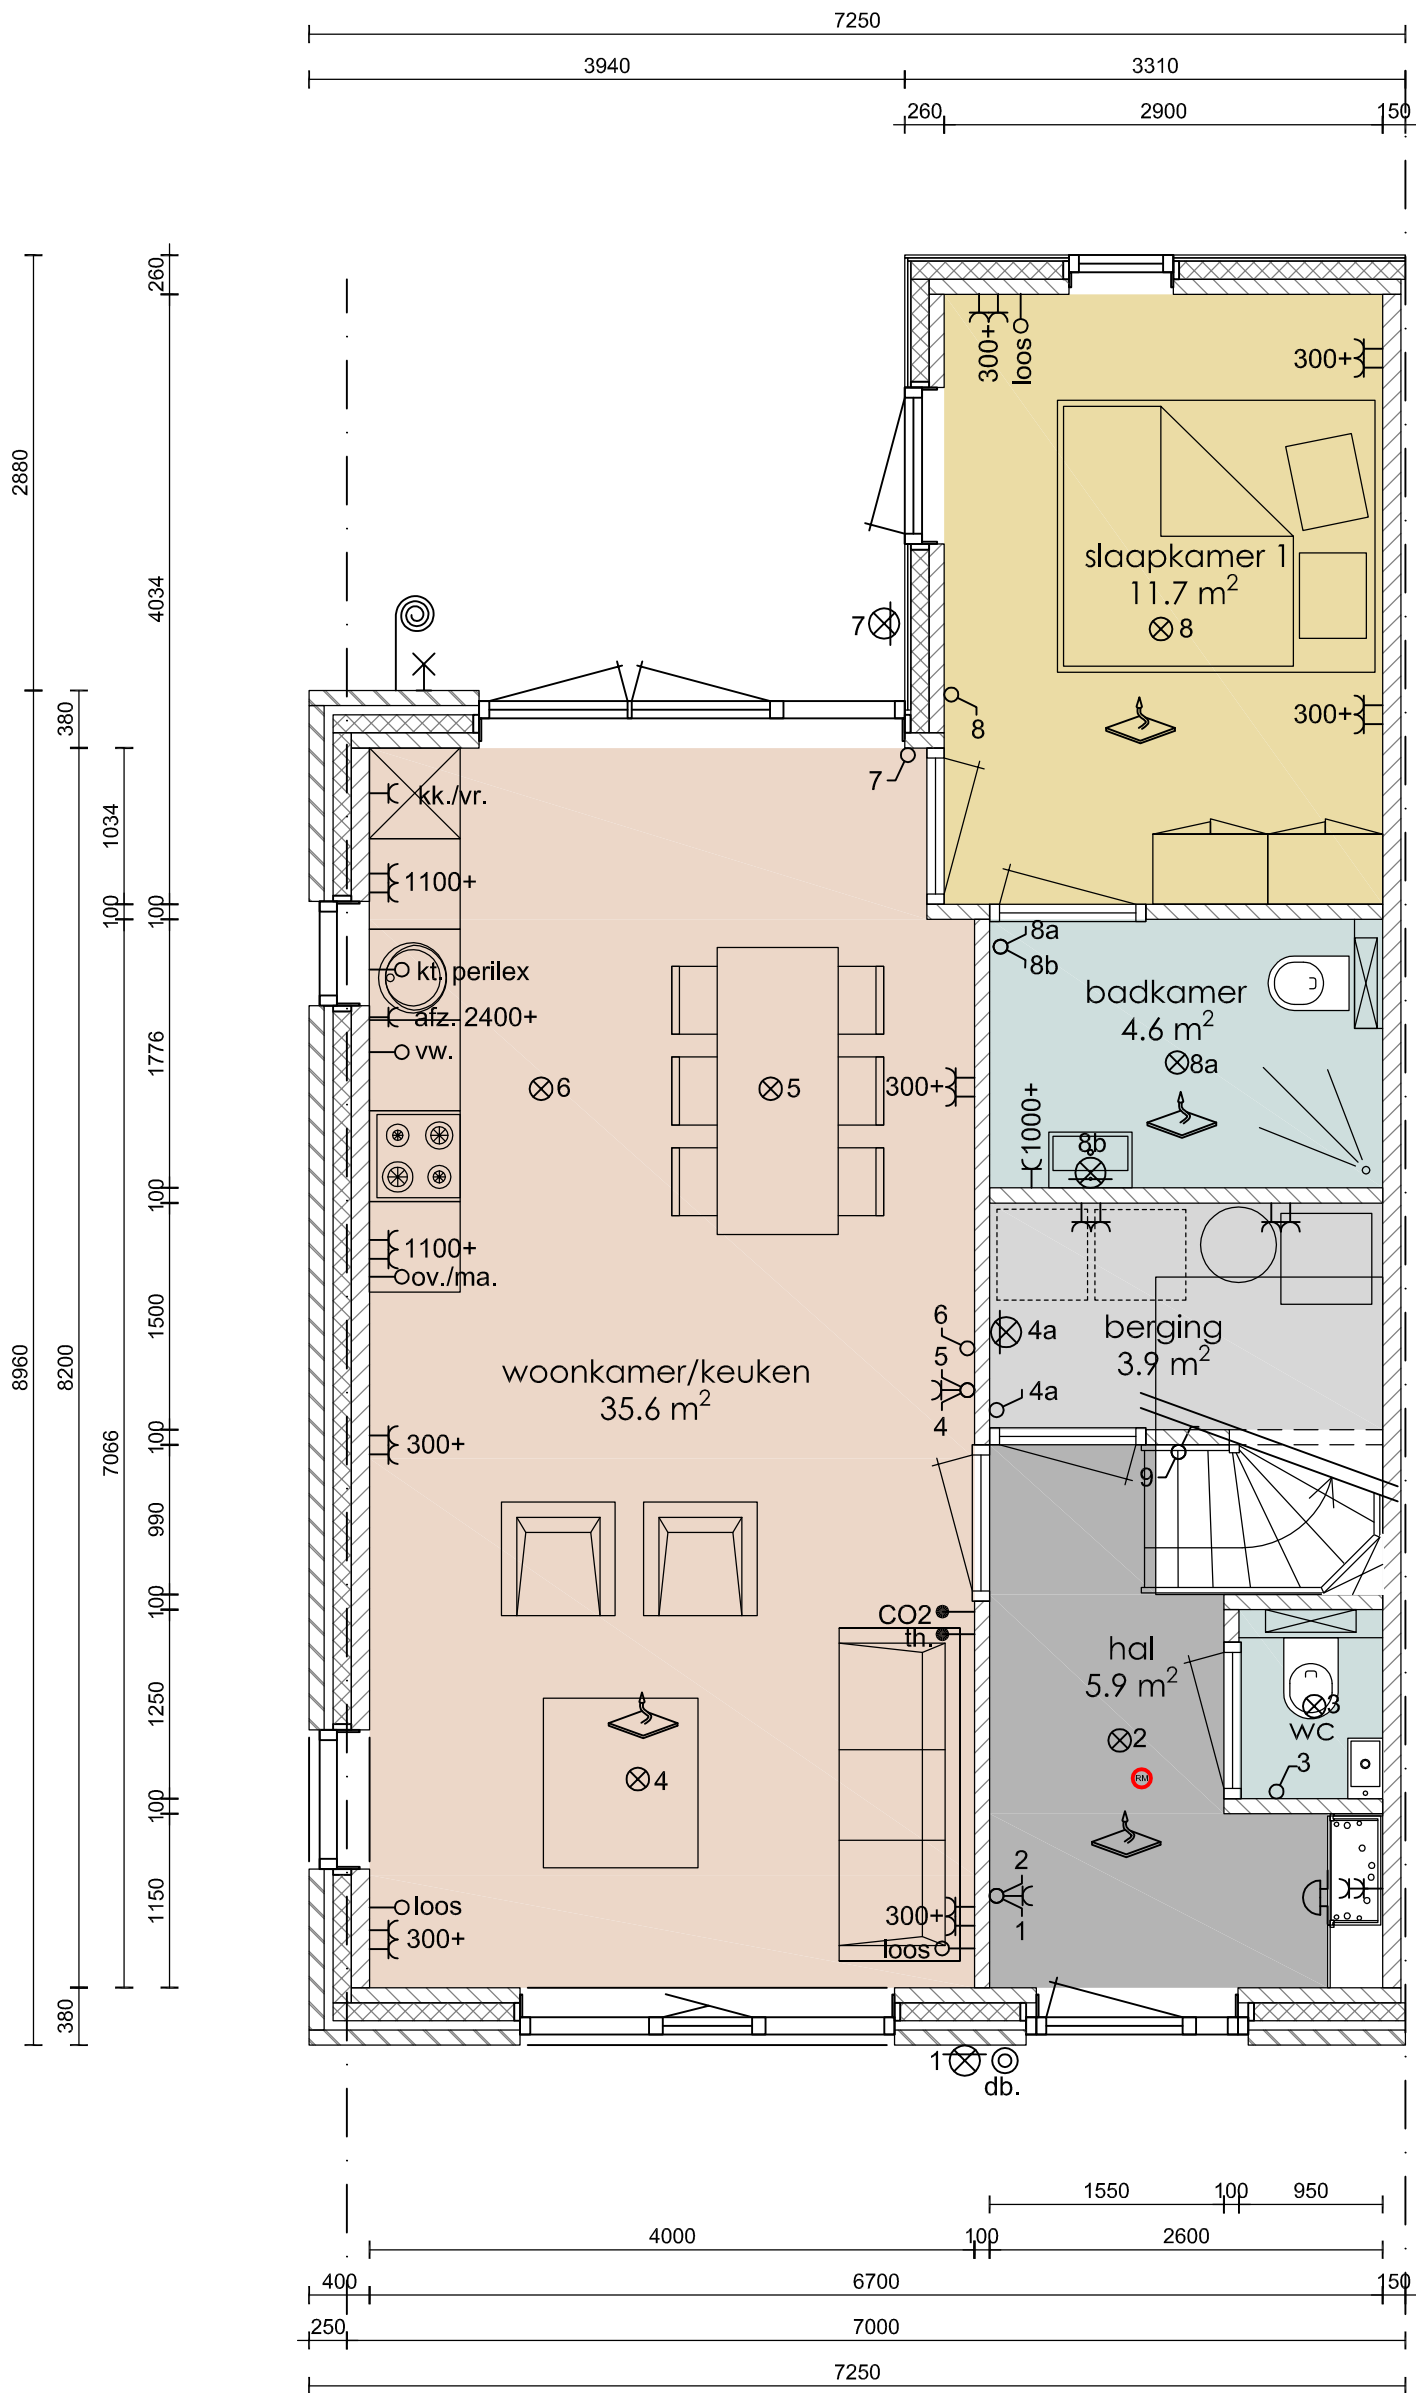 7250
3940
3310
260
2900
150
260
2880
4034
380
1034
100
100
8960
8200
7066
1776
100
1500
100
990
100
1250
100
1150
380
300+
loos
300+
slaapkamer 1
11.7 m²
8
7
8
300+
7
kk./vr.
1100+
kt. perilex
afz. 2400+
vw.
6
5
300+
8a
8b
badkamer
4.6 m²
8a
1000+
8b
1100+
ov./ma.
6
5
4
4a
berging
3.9 m²
4a
woonkamer/keuken
35.6 m²
300+
9
CO2
th.
hal
5.9 m²
3
WC
2
RM
3
4
2
1
loos
300+
300+
loos
1
db.
1550
100
950
4000
100
2600
400
6700
150
250
7000
7250